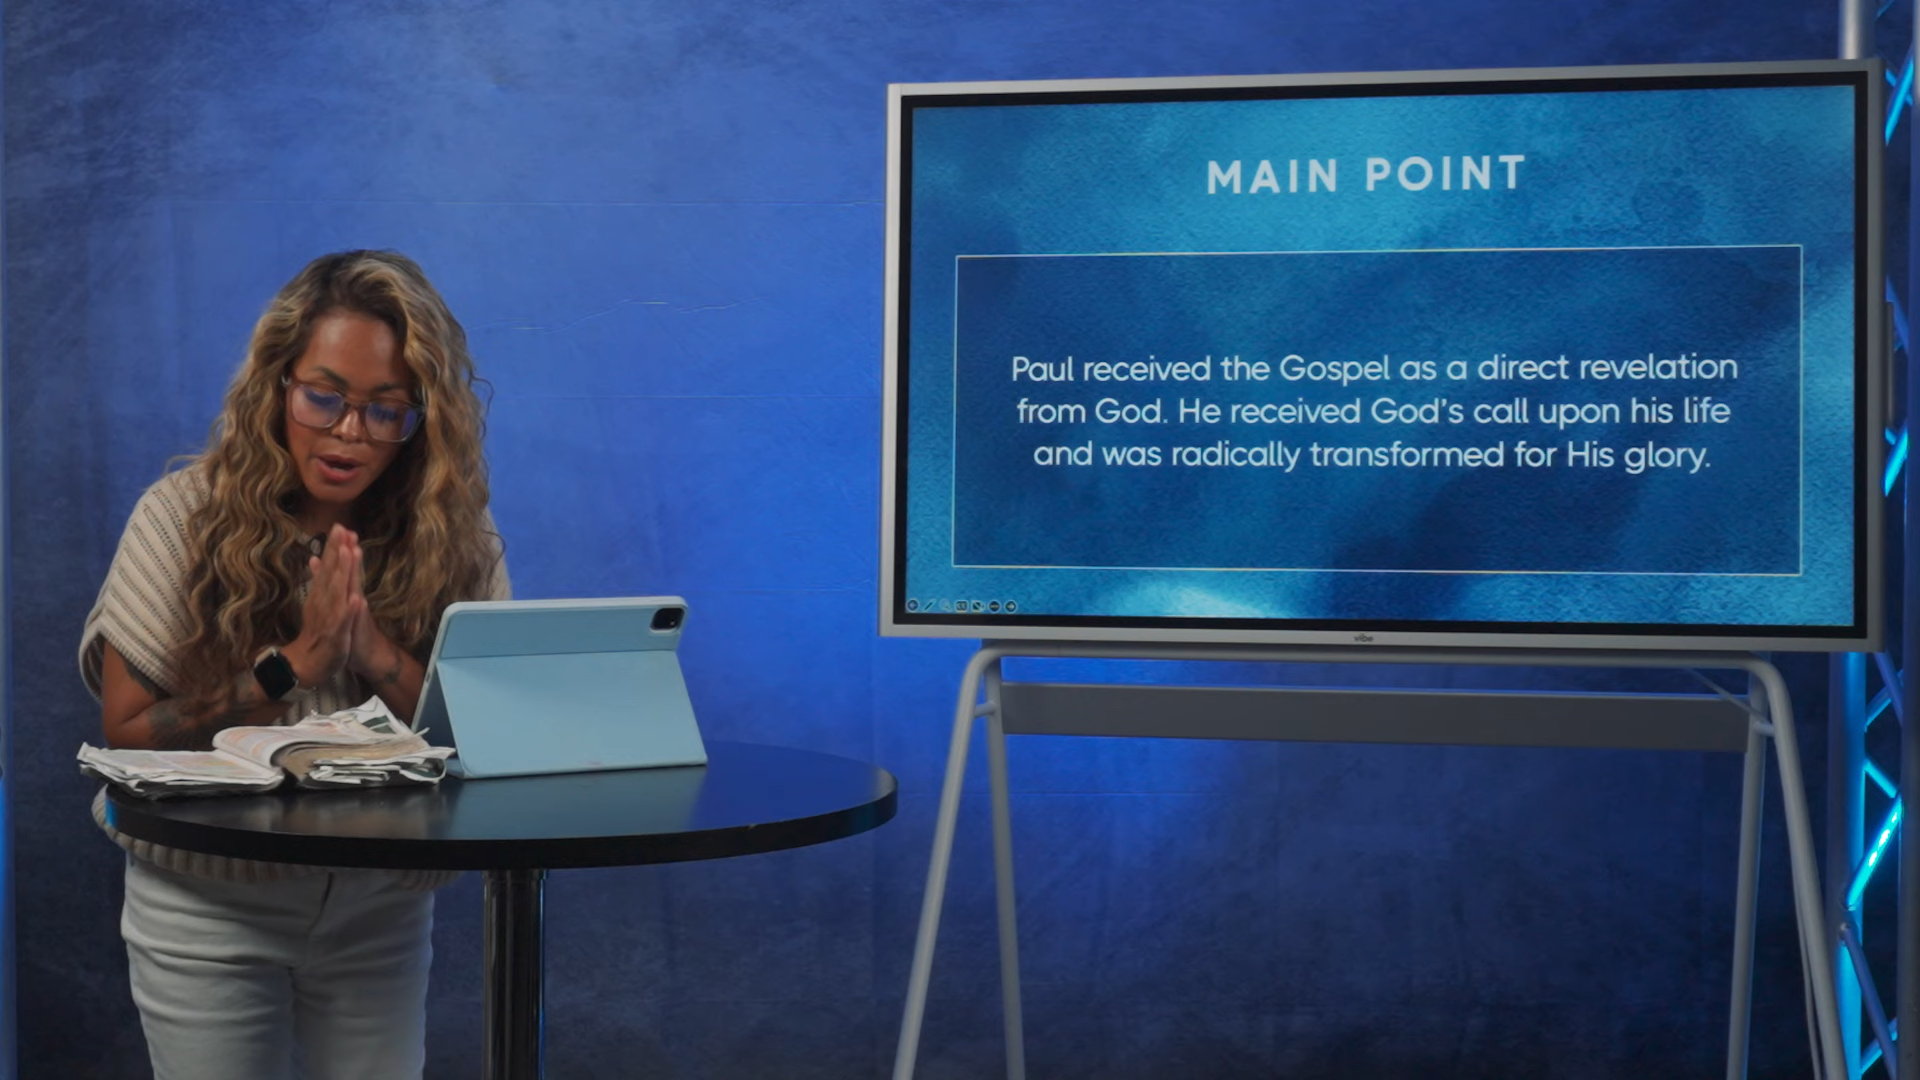 MAIN POINT
Paul received the Gospel as a direct revelation
from God. He received God's call upon his life
and was radically transformed for His glory.
vibe